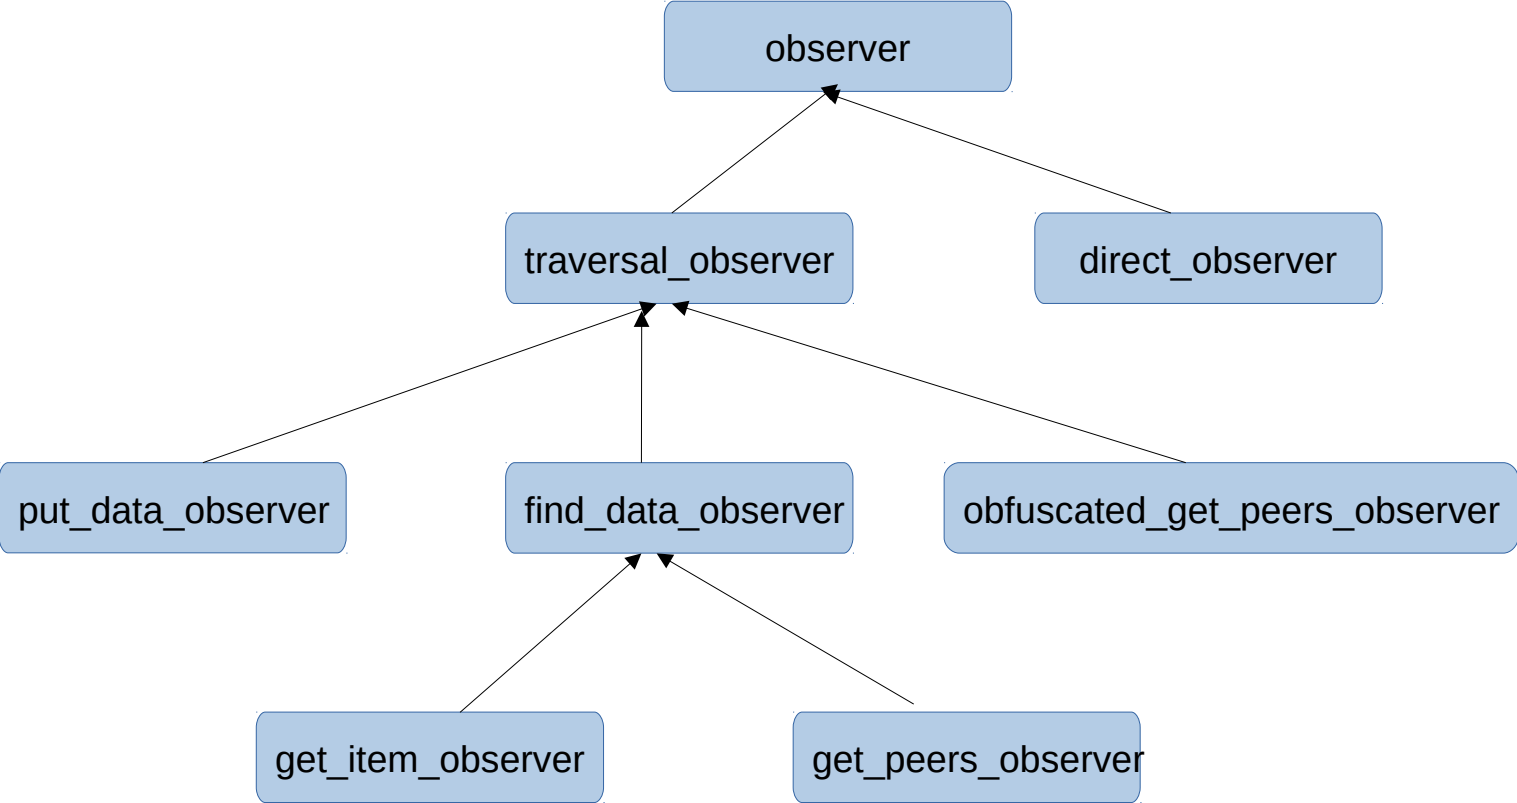 observer
traversal_observer
direct_observer
put_data_observer
find_data_observer
obfuscated_get_peers_observer
get_item_observer
get_peers_observer